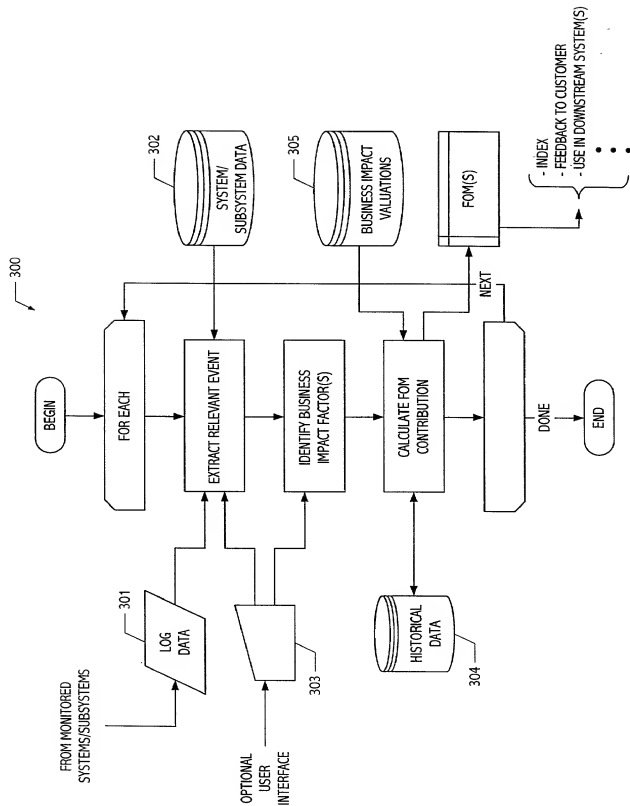 300
BEGIN
FOR EACH
FROM MONITORED
SYSTEMS/SUBSYSTEMS
301
LOG
DATA
EXTRACT RELEVANT EVENT
302
SYSTEM/
SUBSYSTEM DATA
OPTIONAL
USER
INTERFACE
303
IDENTIFY BUSINESS
IMPACT FACTOR(S)
305
BUSINESS IMPACT
VALUATIONS
HISTORICAL
DATA
304
CALCULATE FOM
CONTRIBUTION
FOM(S)
NEXT
- INDEX
- FEEDBACK TO CUSTOMER
- USE IN DOWNSTREAM SYSTEM(S)
DONE
END